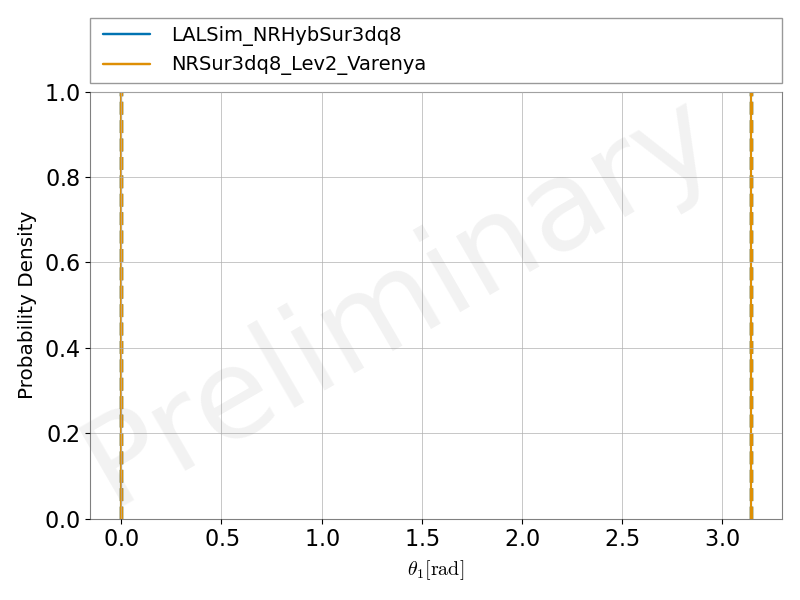 LALSim_NRHybSur3dq8
NRSur3dq8_Lev2_Varenya
1.0
0.8
0.6
0.4
0.2
0.0
Probability Density
Preliminary
0.0 0.5 1.0 1.5 2.0 2.5 3.0
θ₁[rad]